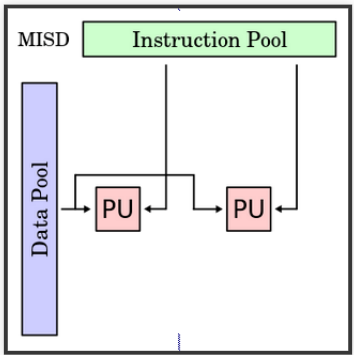 MISD
Instruction Pool
Data Pool
PU
PU